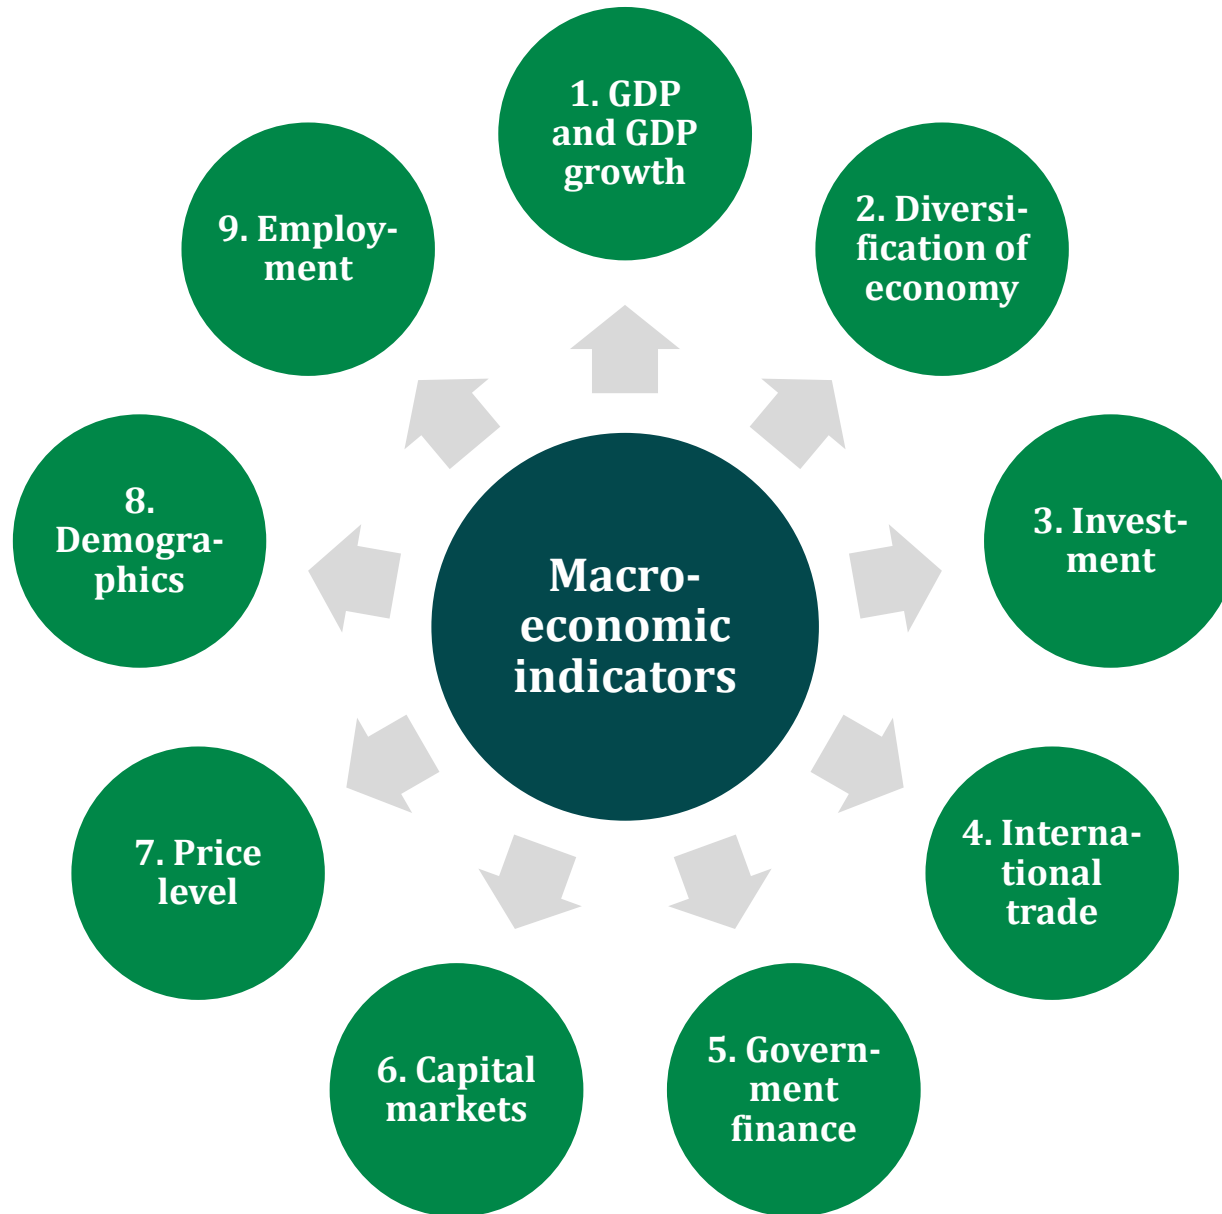 1. GDP
and GDP
growth
2. Diversi-
fication of
economy
3. Invest-
ment
4. Interna-
tional
trade
5. Govern-
ment
finance
6. Capital
markets
7. Price
level
8.
Demogra-
phics
9. Employ-
ment
Macro-
economic
indicators